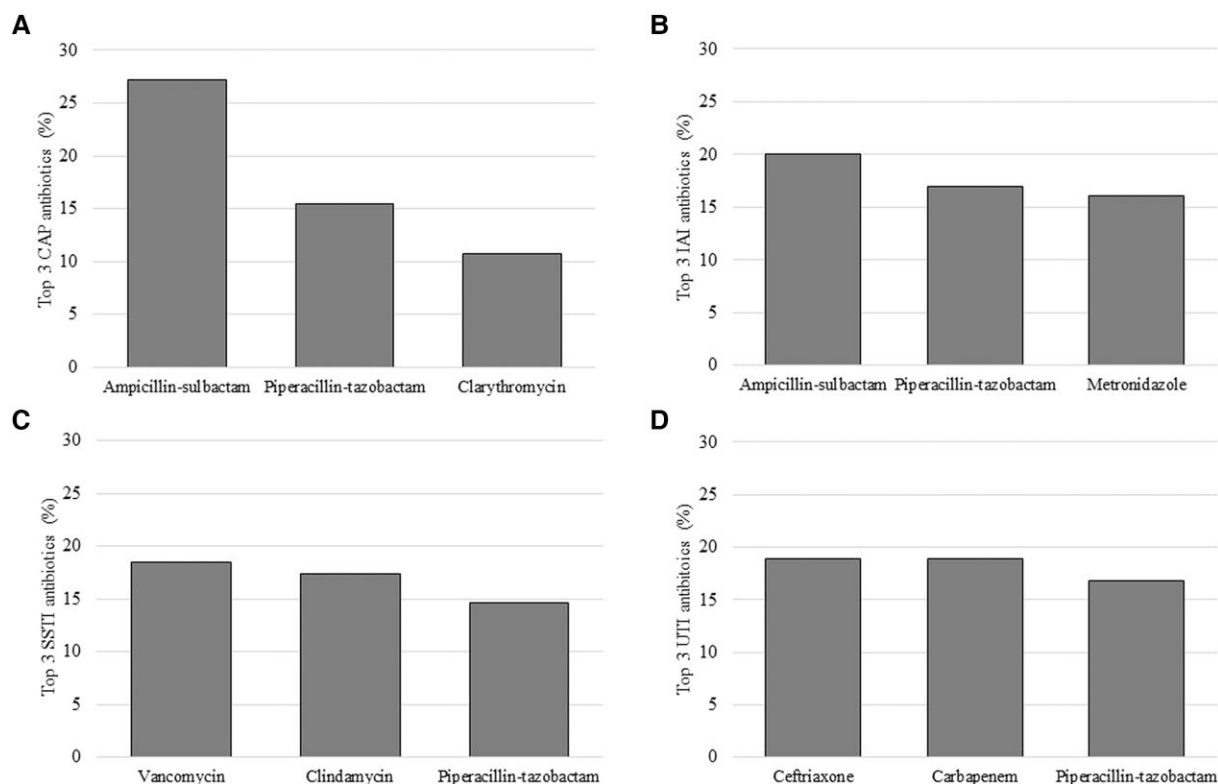 A
Top 3 CAP antibiotics (%)
30
25
20
15
10
5
0
Ampicillin-sulbactam Piperacillin-tazobactam Clarythromycin
B
Top 3 IAI antibiotics (%)
30
25
20
15
10
5
0
Ampicillin-sulbactam Piperacillin-tazobactam Metronidazole
C
Top 3 SSTI antibiotics (%)
30
25
20
15
10
5
0
Vancomycin Clindamycin Piperacillin-tazobactam
D
Top 3 UTI antibitoics (%)
30
25
20
15
10
5
0
Ceftriaxone Carbapenem Piperacillin-tazobactam